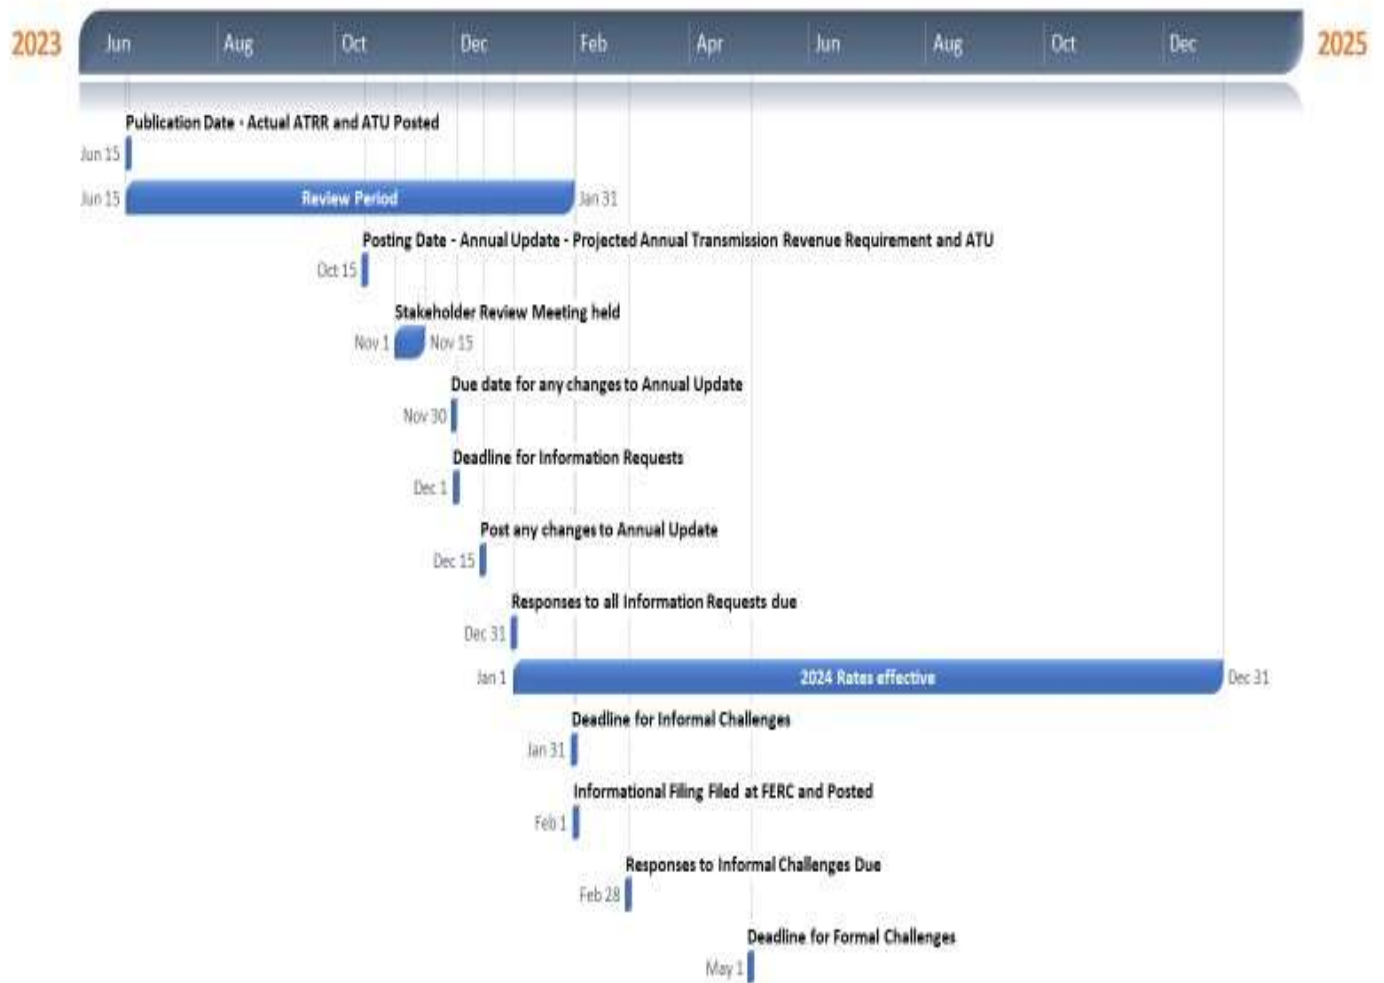 2023 Jun Aug Oct Dec Feb Apr Jun Aug Oct Dec 2025
Publication Date - Actual ATRR and ATU Posted
Jun 15
Jun 15 Review Period Jan 31
Posting Date - Annual Update - Projected Annual Transmission Revenue Requirement and ATU
Oct 15
Stakeholder Review Meeting held
Nov 1 Nov 15
Due date for any changes to Annual Update
Nov 30
Deadline for Information Requests
Dec 1
Post any changes to Annual Update
Dec 15
Responses to all Information Requests due
Dec 31
Jan 1 2024 Rates effective Dec 31
Deadline for Informal Challenges
Jan 31
Informational Filing Filed at FERC and Posted
Feb 1
Responses to Informal Challenges Due
Feb 28
Deadline for Formal Challenges
May 1